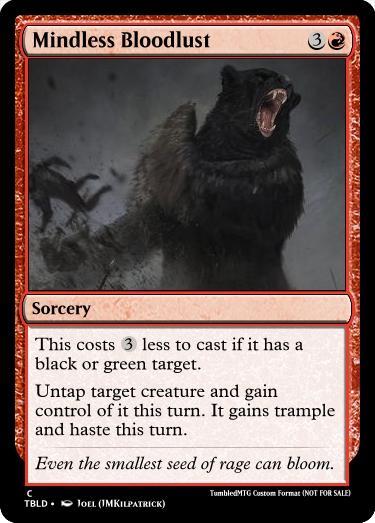 Mindless Bloodlust 3
Sorcery
This costs 3 less to cast if it has a
black or green target.
Untap target creature and gain
control of it this turn. It gains trample
and haste this turn.
Even the smallest seed of rage can bloom.
C
TumbledMTG Custom Format (NOT FOR SALE)
TBLD • Joel (JMKilpatrick)